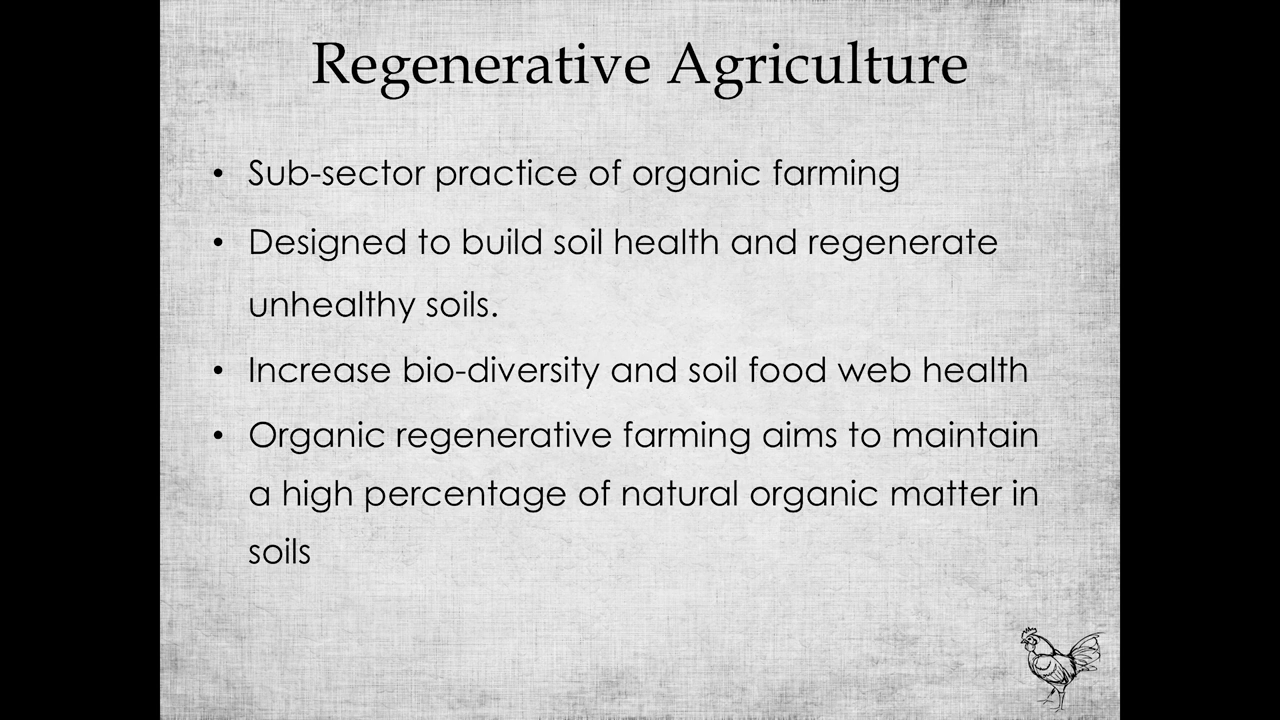 Regenerative Agriculture
• Sub-sector practice of organic farming
• Designed to build soil health and regenerate
unhealthy soils.
• Increase bio-diversity and soil food web health
• Organic regenerative farming aims to maintain
a high percentage of natural organic matter in
soils